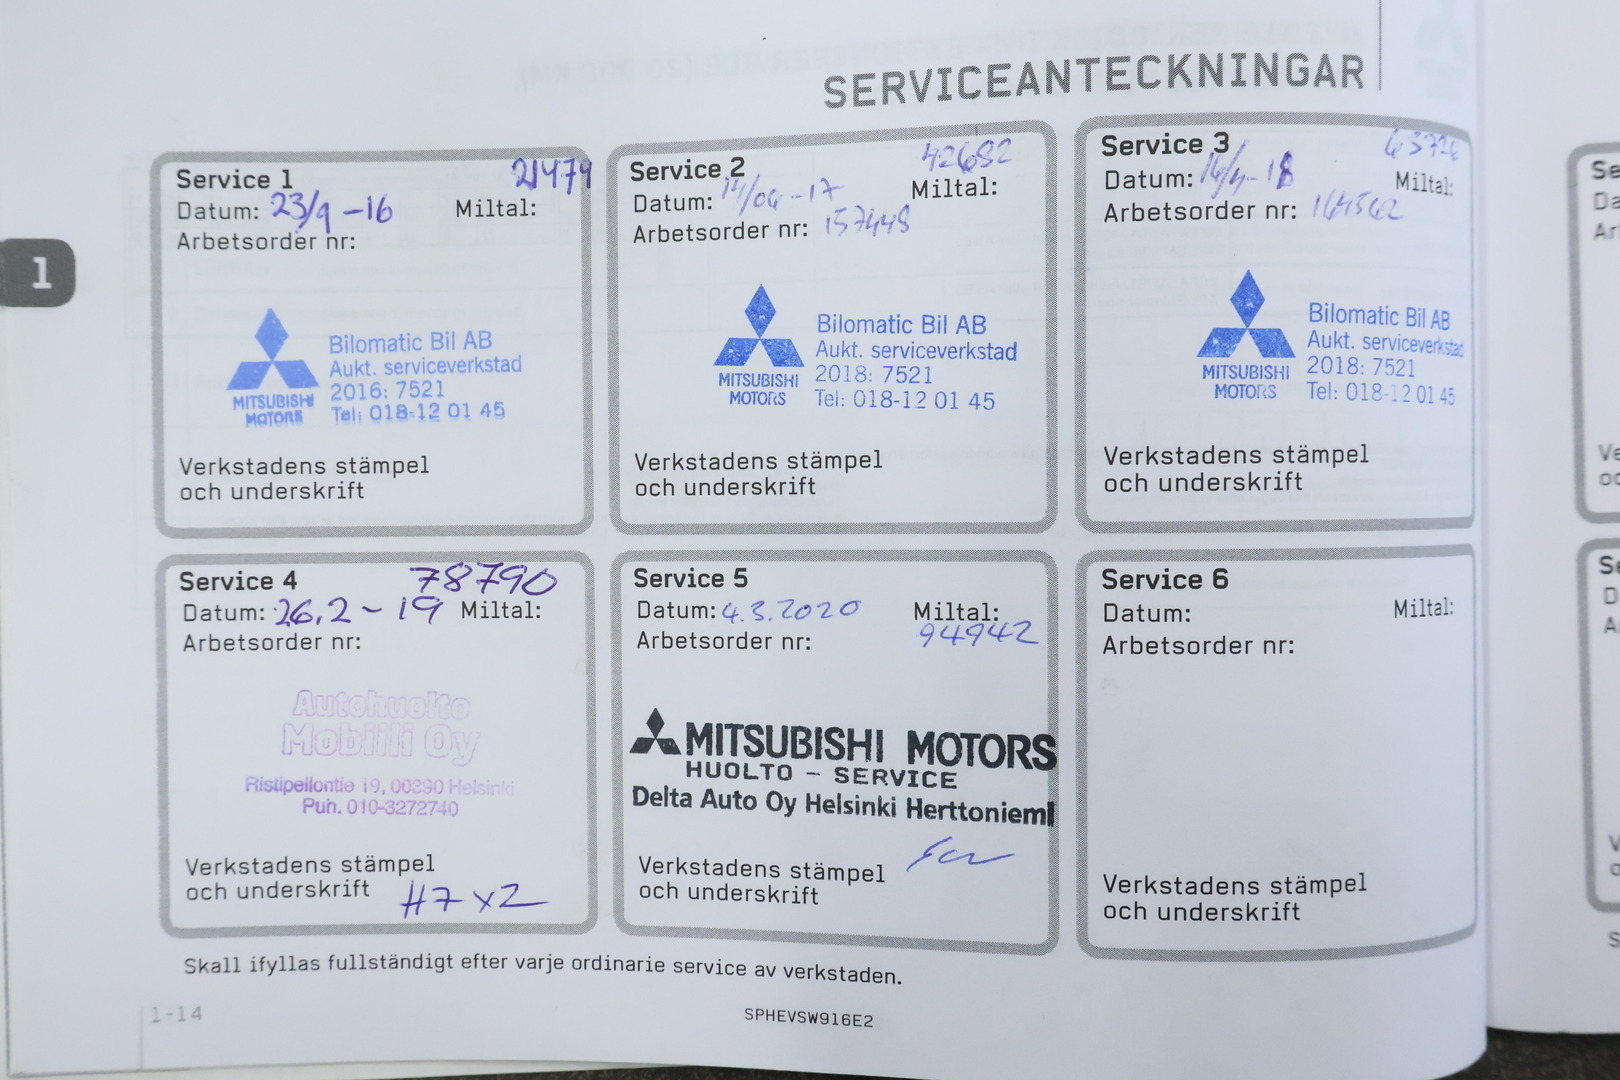 SERVICEANTECKNINGAR
1
Service 1
21479
Datum: 23/9 -16 Miltal:
Arbetsorder nr:
MITSUBISHI
MOTORS
Bilomatic Bil AB
Aukt. serviceverkstad
2016: 7521
Tel: 018-12 01 45
Verkstadens stämpel
och underskrift
Service 2
42682
Datum: 14/04 -17 Miltal:
Arbetsorder nr: 157448
MITSUBISHI
MOTORS
Bilomatic Bil AB
Aukt. serviceverkstad
2018: 7521
Tel: 018-12 01 45
Verkstadens stämpel
och underskrift
Service 3
63726
Datum: 16/4-18 Miltal:
Arbetsorder nr: 164562
MITSUBISHI
MOTORS
Bilomatic Bil AB
Aukt. serviceverkstad
2018: 7521
Tel: 018-12 01 45
Verkstadens stämpel
och underskrift
Service 4
78790
Datum: 26.2-19 Miltal:
Arbetsorder nr:
Autohuolto
Mobiili Oy
Ristipellontie 19, 00390 Helsinki
Puh. 010-3272740
Verkstadens stämpel
och underskrift
Service 5
Datum: 4.3.2020 Miltal:
94942
Arbetsorder nr:
MITSUBISHI MOTORS
HUOLTO - SERVICE
Delta Auto Oy Helsinki Herttoniemi
Verkstadens stämpel
och underskrift
Service 6
Datum: Miltal:
Arbetsorder nr:
Verkstadens stämpel
och underskrift
Skall ifyllas fullständigt efter varje ordinarie service av verkstaden.
1-14
SPHEVSW916E2